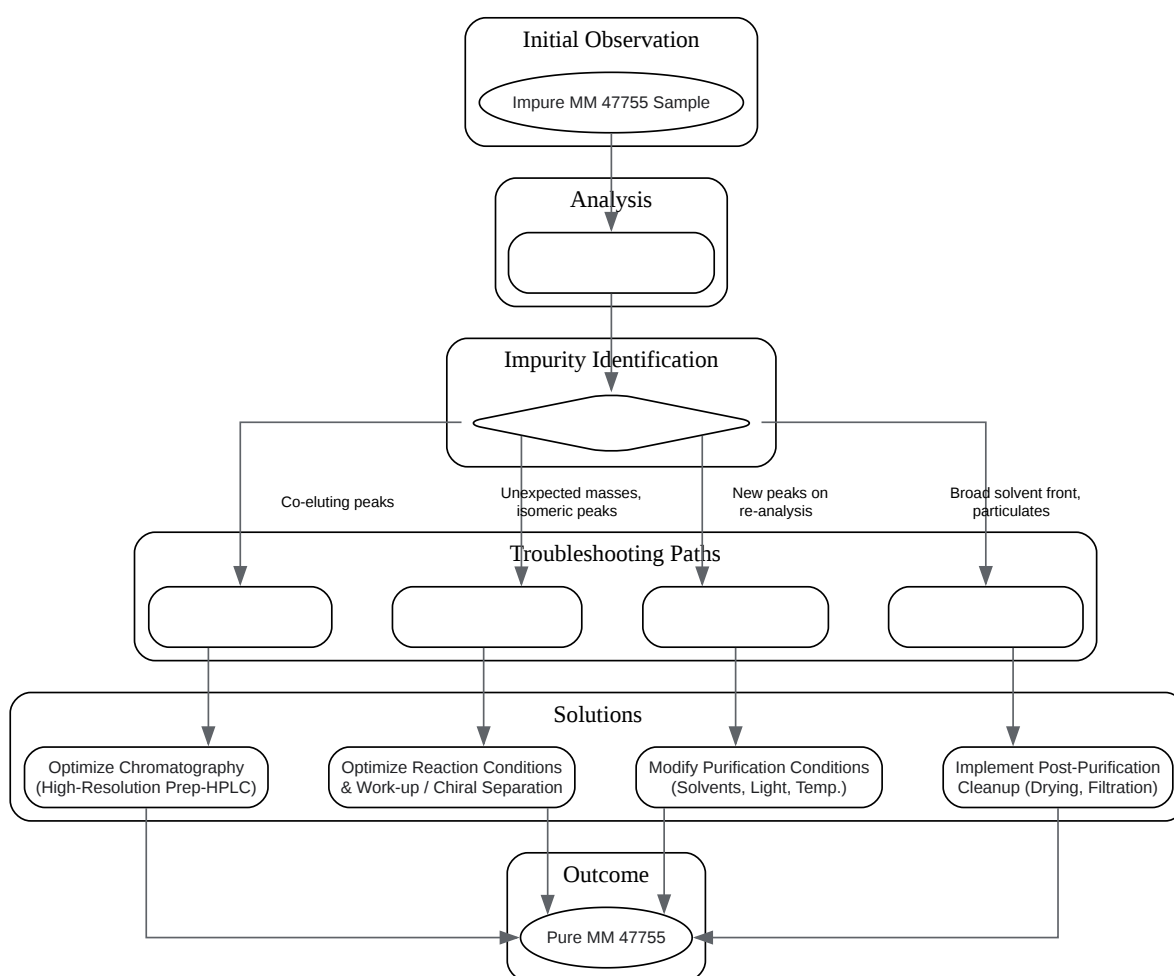 Initial Observation
Impure MM 47755 Sample
Analysis
Impurity Identification
Co-eluting peaks
Unexpected masses,
isomeric peaks
New peaks on
re-analysis
Broad solvent front,
particulates
Troubleshooting Paths
Solutions
Optimize Chromatography
(High-Resolution Prep-HPLC)
Optimize Reaction Conditions
& Work-up / Chiral Separation
Modify Purification Conditions
(Solvents, Light, Temp.)
Implement Post-Purification
Cleanup (Drying, Filtration)
Outcome
Pure MM 47755